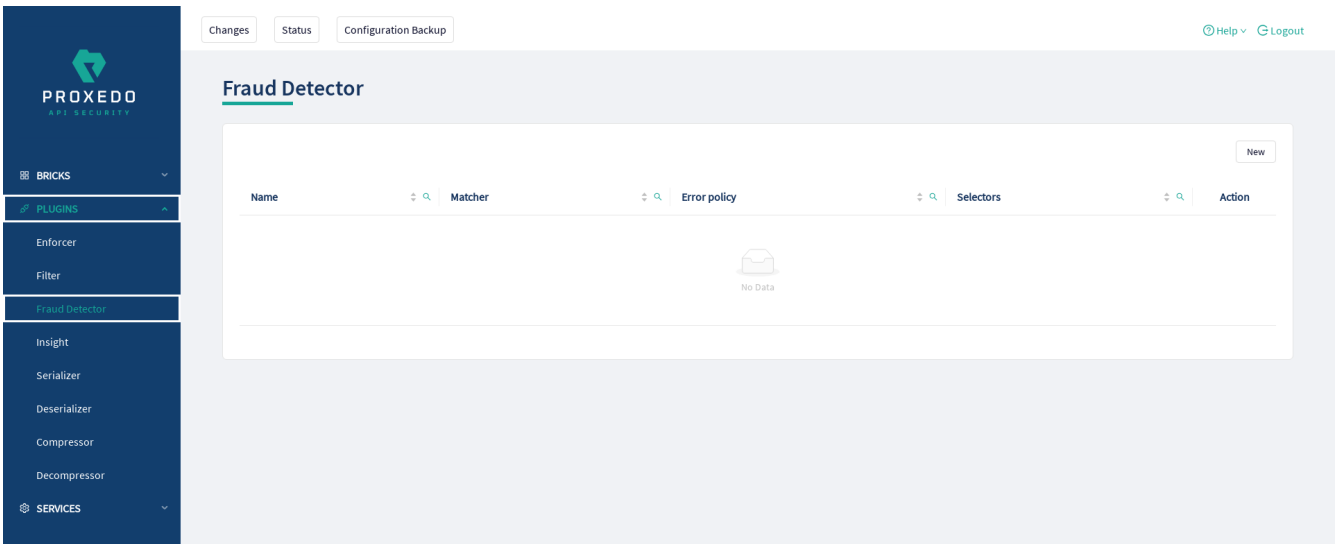 Changes Status Configuration Backup Help Logout
PROXEDO
API SECURITY
Fraud Detector
New
BRICKS
Name Matcher Error policy Selectors Action
PLUGINS
Enforcer
Filter
No Data
Fraud Detector
Insight
Serializer
Deserializer
Compressor
Decompressor
SERVICES